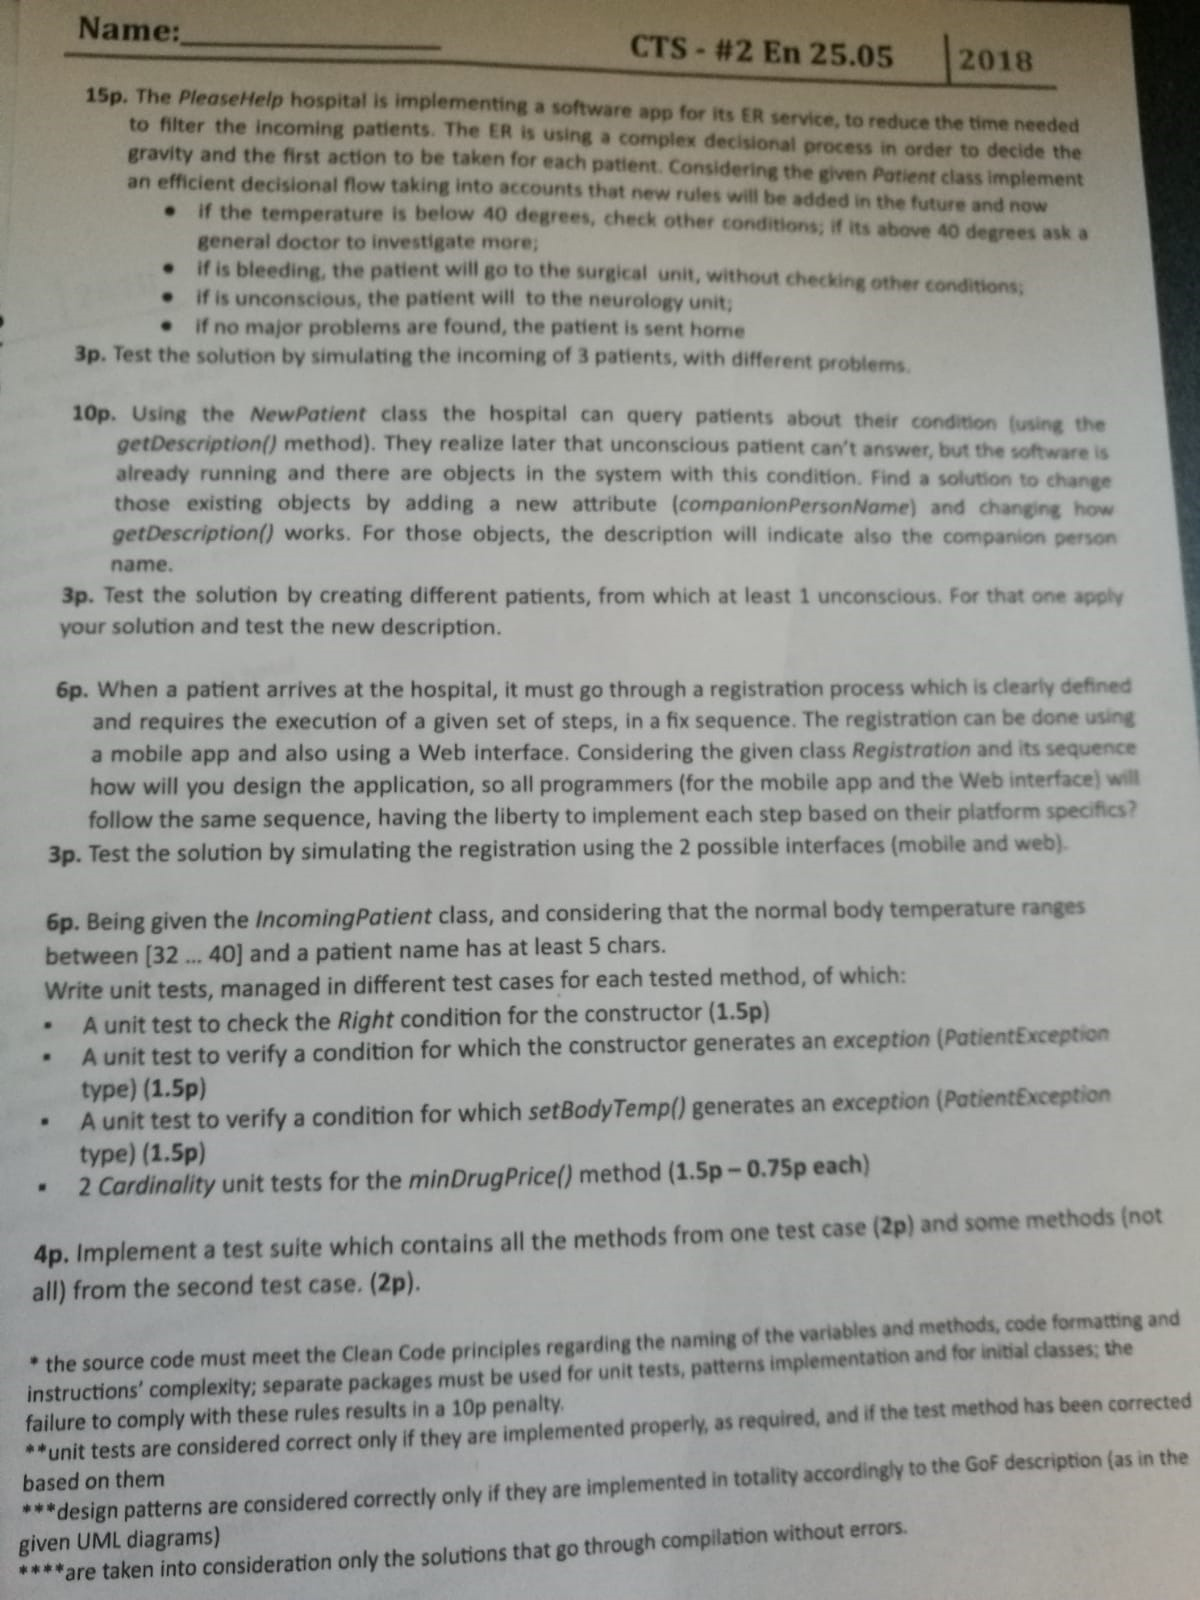 Name:
CTS - #2 En 25.05
2018
15p. The PleaseHelp hospital is implementing a software app for its ER service, to reduce the time needed
to filter the incoming patients. The ER is using a complex decisional process in order to decide the
gravity and the first action to be taken for each patient. Considering the given Patient class implement
an efficient decisional flow taking into accounts that new rules will be added in the future and now
• if the temperature is below 40 degrees, check other conditions; if its above 40 degrees ask a
general doctor to investigate more;
• if is bleeding, the patient will go to the surgical unit, without checking other conditions;
• if is unconscious, the patient will to the neurology unit;
• if no major problems are found, the patient is sent home
3p. Test the solution by simulating the incoming of 3 patients, with different problems.
10p. Using the NewPatient class the hospital can query patients about their condition (using the
getDescription() method). They realize later that unconscious patient can't answer, but the software is
already running and there are objects in the system with this condition. Find a solution to change
those existing objects by adding a new attribute (companionPersonName) and changing how
getDescription() works. For those objects, the description will indicate also the companion person
name.
3p. Test the solution by creating different patients, from which at least 1 unconscious. For that one apply
your solution and test the new description.
6p. When a patient arrives at the hospital, it must go through a registration process which is clearly defined
and requires the execution of a given set of steps, in a fix sequence. The registration can be done using
a mobile app and also using a Web interface. Considering the given class Registration and its sequence
how will you design the application, so all programmers (for the mobile app and the Web interface) will
follow the same sequence, having the liberty to implement each step based on their platform specifics?
3p. Test the solution by simulating the registration using the 2 possible interfaces (mobile and web).
6p. Being given the IncomingPatient class, and considering that the normal body temperature ranges
between [32 ... 40] and a patient name has at least 5 chars.
Write unit tests, managed in different test cases for each tested method, of which:
▪ A unit test to check the Right condition for the constructor (1.5p)
▪ A unit test to verify a condition for which the constructor generates an exception (PatientException
type) (1.5p)
▪ A unit test to verify a condition for which setBodyTemp() generates an exception (PatientException
type) (1.5p)
▪ 2 Cardinality unit tests for the minDrugPrice() method (1.5p – 0.75p each)
4p. Implement a test suite which contains all the methods from one test case (2p) and some methods (not
all) from the second test case. (2p).
* the source code must meet the Clean Code principles regarding the naming of the variables and methods, code formatting and
instructions' complexity; separate packages must be used for unit tests, patterns implementation and for initial classes; the
failure to comply with these rules results in a 10p penalty.
**unit tests are considered correct only if they are implemented properly, as required, and if the test method has been corrected
based on them
***design patterns are considered correctly only if they are implemented in totality accordingly to the GoF description (as in the
given UML diagrams)
****are taken into consideration only the solutions that go through compilation without errors.